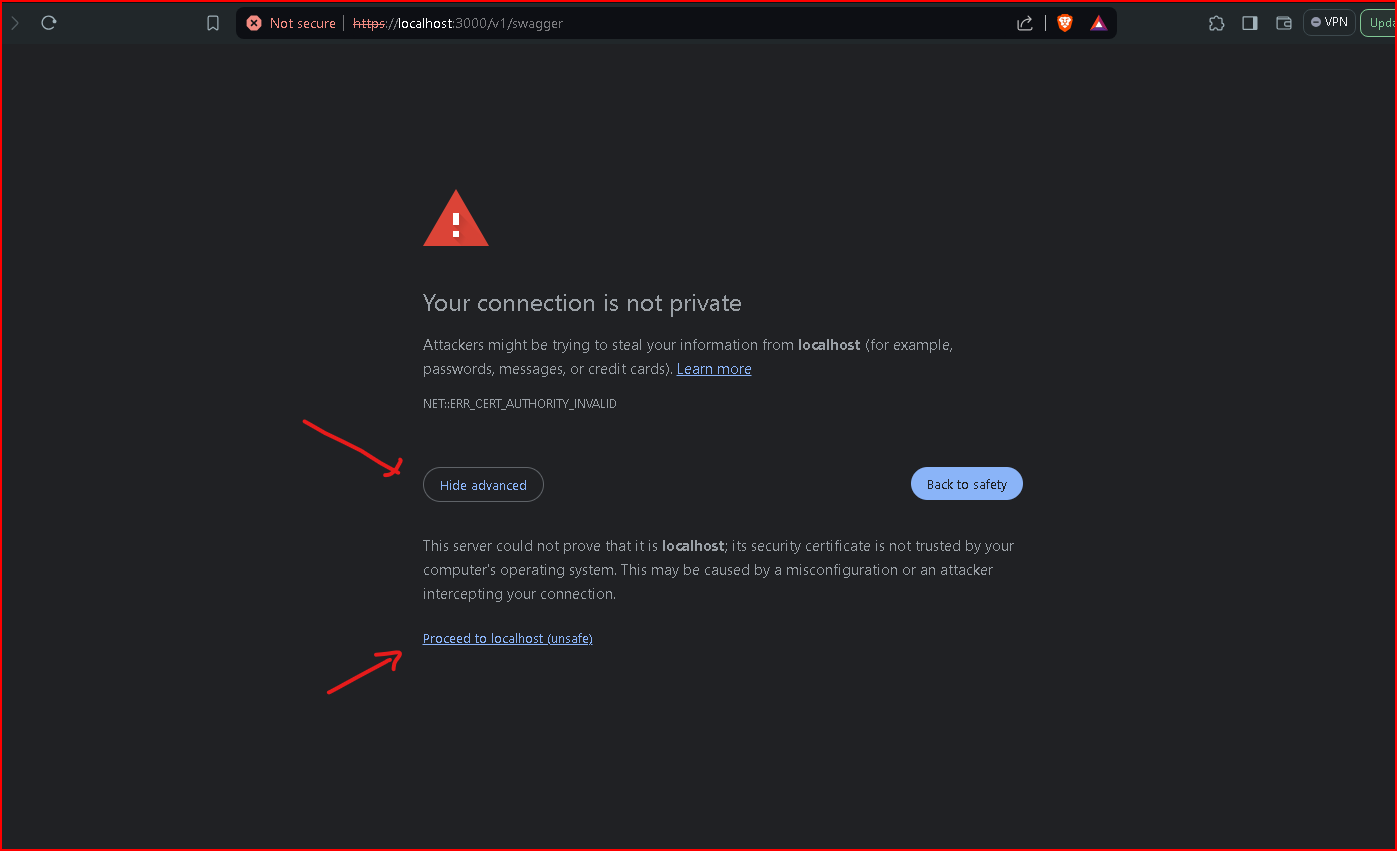 Not secure https://localhost:3000/v1/swagger VPN Upda
Your connection is not private
Attackers might be trying to steal your information from localhost (for example,
passwords, messages, or credit cards). Learn more
NET::ERR_CERT_AUTHORITY_INVALID
Hide advanced Back to safety
This server could not prove that it is localhost; its security certificate is not trusted by your
computer's operating system. This may be caused by a misconfiguration or an attacker
intercepting your connection.
Proceed to localhost (unsafe)